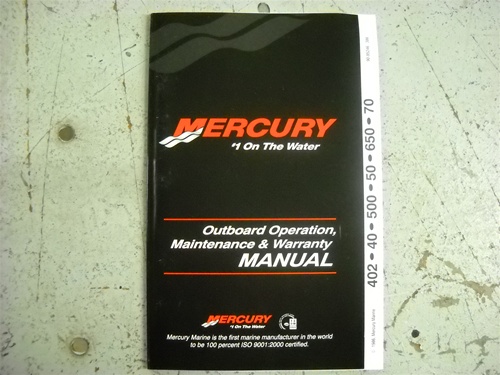 MERCURY
#1 On The Water
Outboard Operation,
Maintenance & Warranty
MANUAL
MERCURY
#1 On The Water
Mercury Marine is the first marine manufacturer in the world
to be 100 percent ISO 9001:2000 certified.
402 • 40 • 500 • 50 • 650 • 70
Mercury Marine